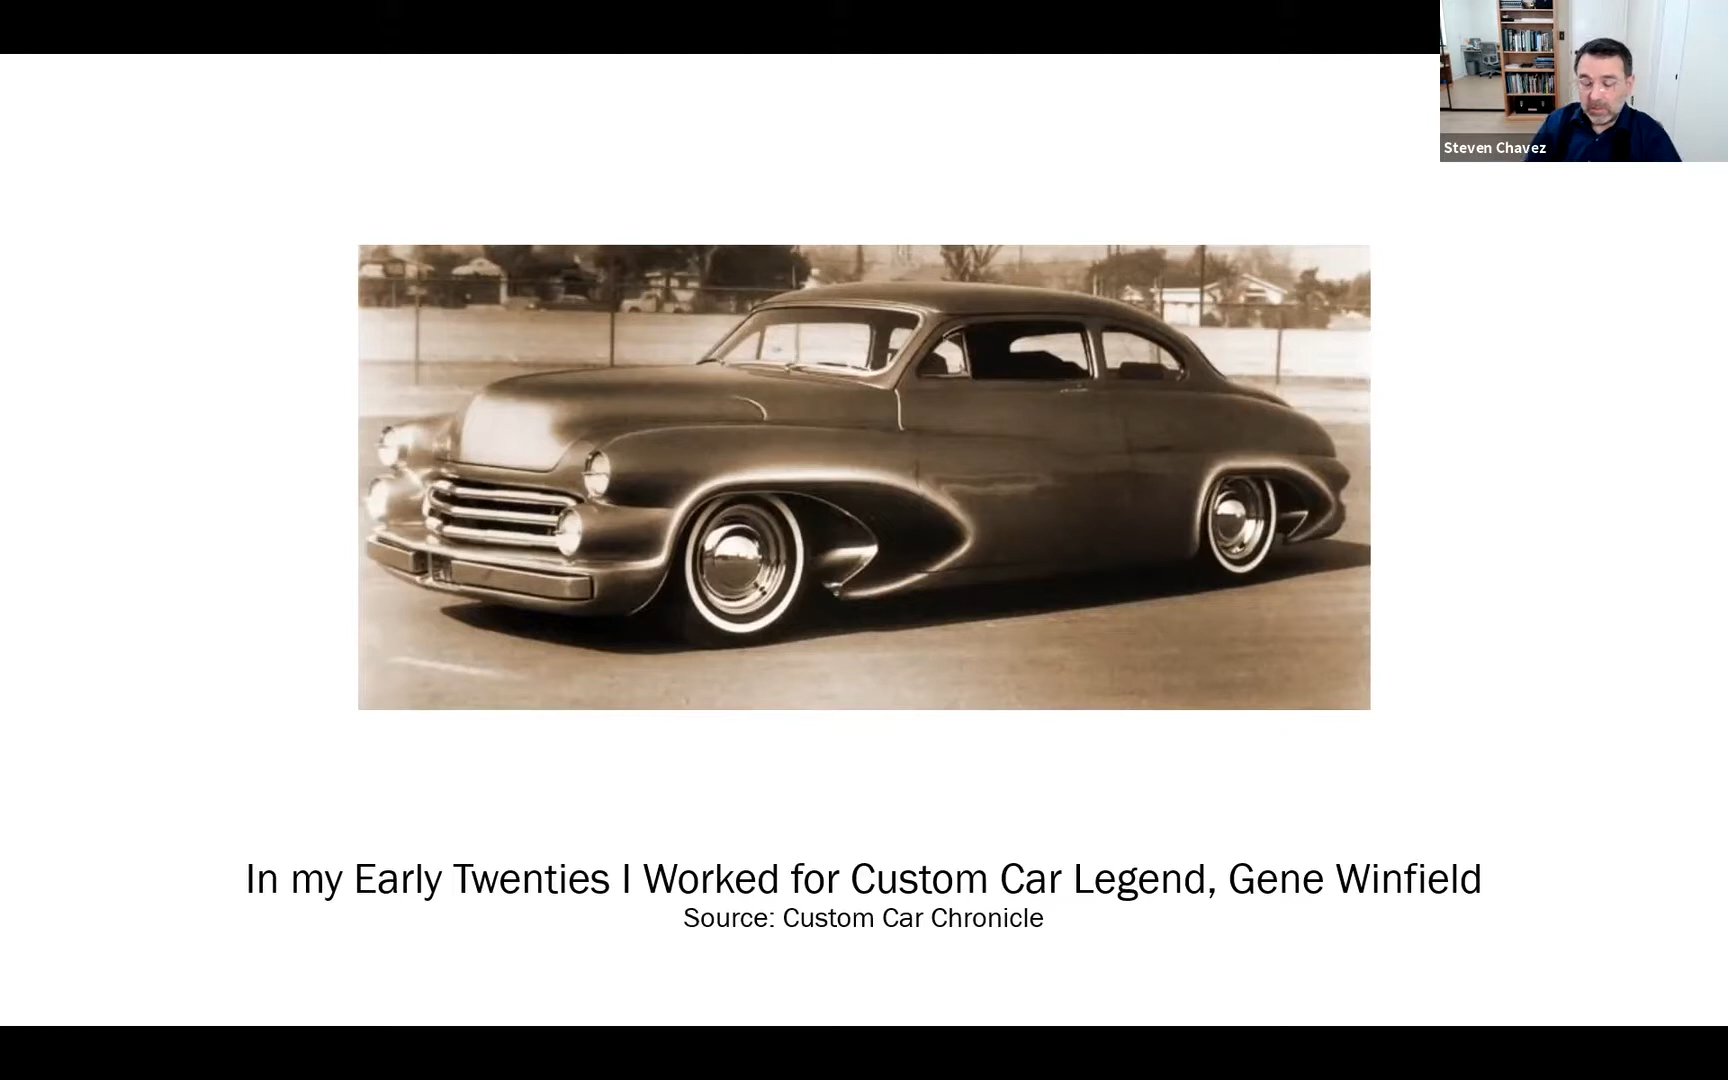 Steven Chavez
In my Early Twenties I Worked for Custom Car Legend, Gene Winfield
Source: Custom Car Chronicle